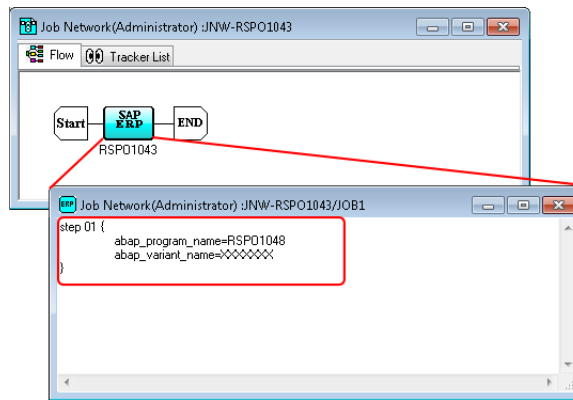 Job Network(Administrator) :JNW-RSPO1043
Flow
Tracker List
Start
SAP
ERP
END
RSPO1043
ERP
Job Network(Administrator) :JNW-RSPO1043/JOB1
step 01 {
abap_program_name=RSPO1048
abap_variant_name=XXXXXXX
}